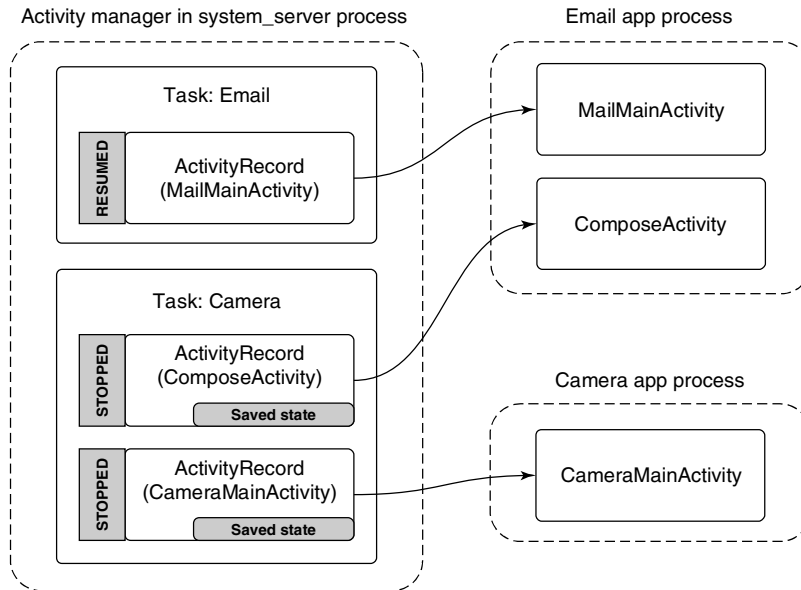 Activity manager in system_server process
Email app process
Task: Email
RESUMED
ActivityRecord
(MailMainActivity)
MailMainActivity
ComposeActivity
Task: Camera
STOPPED
ActivityRecord
(ComposeActivity)
Saved state
STOPPED
ActivityRecord
(CameraMainActivity)
Saved state
Camera app process
CameraMainActivity